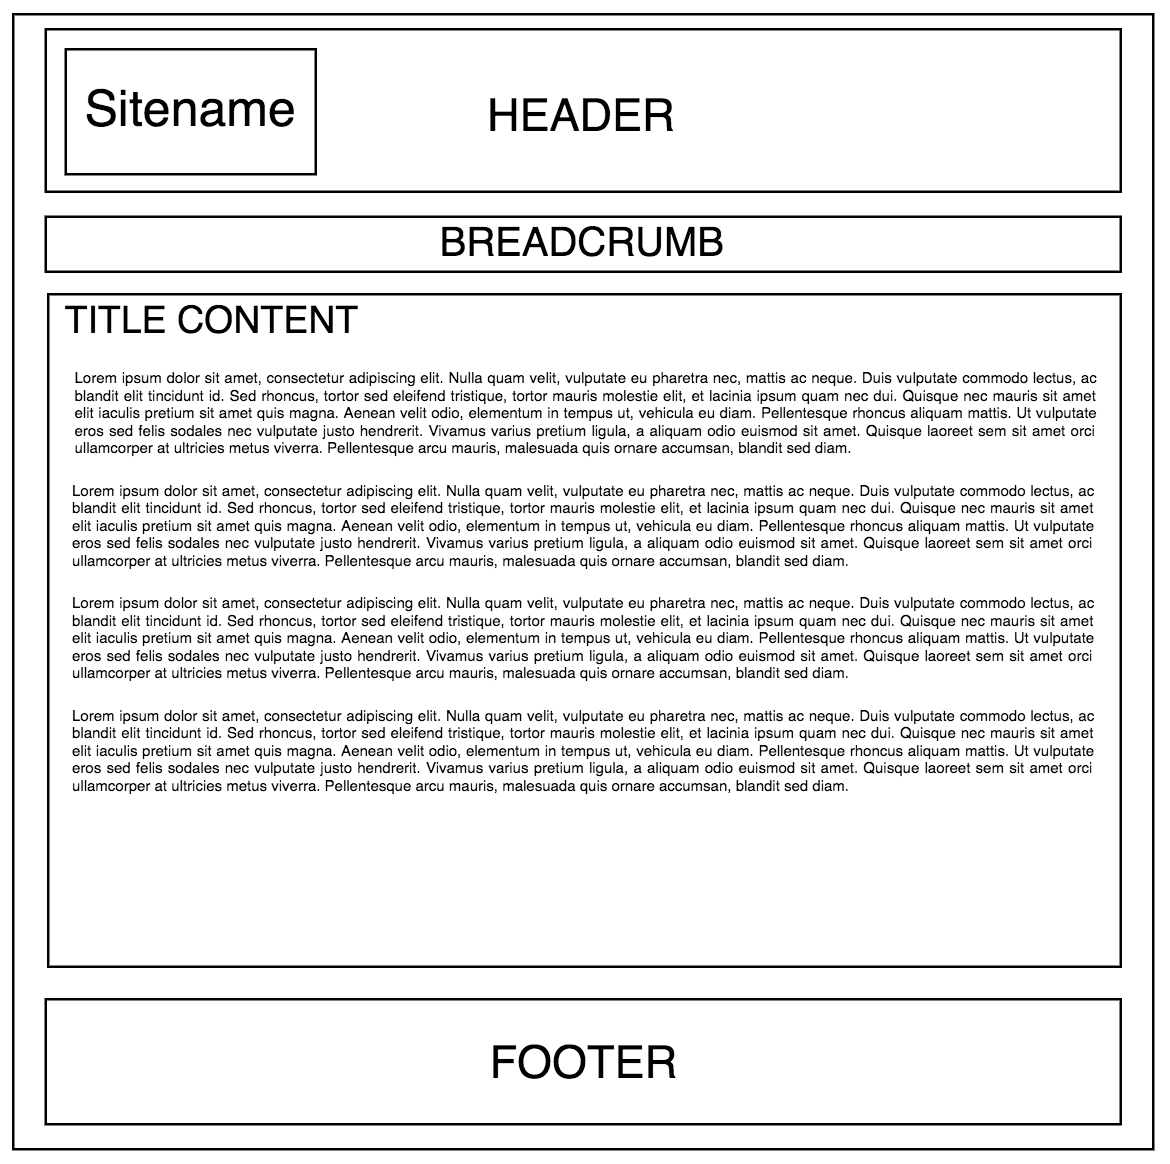 Sitename
HEADER
BREADCRUMB
TITLE CONTENT
Lorem ipsum dolor sit amet, consectetur adipiscing elit. Nulla quam velit, vulputate eu pharetra nec, mattis ac neque. Duis vulputate commodo lectus, ac
blandit elit tincidunt id. Sed rhoncus, tortor sed eleifend tristique, tortor mauris molestie elit, et lacinia ipsum quam nec dui. Quisque nec mauris sit amet
elit iaculis pretium sit amet quis magna. Aenean velit odio, elementum in tempus ut, vehicula eu diam. Pellentesque rhoncus aliquam mattis. Ut vulputate
eros sed felis sodales nec vulputate justo hendrerit. Vivamus varius pretium ligula, a aliquam odio euismod sit amet. Quisque laoreet sem sit amet orci
ullamcorper at ultricies metus viverra. Pellentesque arcu mauris, malesuada quis ornare accumsan, blandit sed diam.
Lorem ipsum dolor sit amet, consectetur adipiscing elit. Nulla quam velit, vulputate eu pharetra nec, mattis ac neque. Duis vulputate commodo lectus, ac
blandit elit tincidunt id. Sed rhoncus, tortor sed eleifend tristique, tortor mauris molestie elit, et lacinia ipsum quam nec dui. Quisque nec mauris sit amet
elit iaculis pretium sit amet quis magna. Aenean velit odio, elementum in tempus ut, vehicula eu diam. Pellentesque rhoncus aliquam mattis. Ut vulputate
eros sed felis sodales nec vulputate justo hendrerit. Vivamus varius pretium ligula, a aliquam odio euismod sit amet. Quisque laoreet sem sit amet orci
ullamcorper at ultricies metus viverra. Pellentesque arcu mauris, malesuada quis ornare accumsan, blandit sed diam.
Lorem ipsum dolor sit amet, consectetur adipiscing elit. Nulla quam velit, vulputate eu pharetra nec, mattis ac neque. Duis vulputate commodo lectus, ac
blandit elit tincidunt id. Sed rhoncus, tortor sed eleifend tristique, tortor mauris molestie elit, et lacinia ipsum quam nec dui. Quisque nec mauris sit amet
elit iaculis pretium sit amet quis magna. Aenean velit odio, elementum in tempus ut, vehicula eu diam. Pellentesque rhoncus aliquam mattis. Ut vulputate
eros sed felis sodales nec vulputate justo hendrerit. Vivamus varius pretium ligula, a aliquam odio euismod sit amet. Quisque laoreet sem sit amet orci
ullamcorper at ultricies metus viverra. Pellentesque arcu mauris, malesuada quis ornare accumsan, blandit sed diam.
Lorem ipsum dolor sit amet, consectetur adipiscing elit. Nulla quam velit, vulputate eu pharetra nec, mattis ac neque. Duis vulputate commodo lectus, ac
blandit elit tincidunt id. Sed rhoncus, tortor sed eleifend tristique, tortor mauris molestie elit, et lacinia ipsum quam nec dui. Quisque nec mauris sit amet
elit iaculis pretium sit amet quis magna. Aenean velit odio, elementum in tempus ut, vehicula eu diam. Pellentesque rhoncus aliquam mattis. Ut vulputate
eros sed felis sodales nec vulputate justo hendrerit. Vivamus varius pretium ligula, a aliquam odio euismod sit amet. Quisque laoreet sem sit amet orci
ullamcorper at ultricies metus viverra. Pellentesque arcu mauris, malesuada quis ornare accumsan, blandit sed diam.
FOOTER